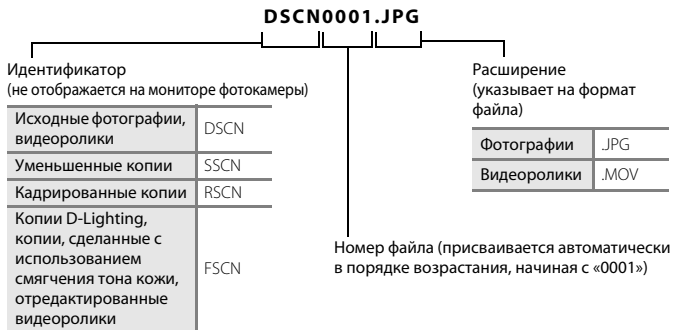 DSCN0001.JPG
Идентификатор
(не отображается на мониторе фотокамеры)
Исходные фотографии,
видеоролики
DSCN
Уменьшенные копии
SSCN
Кадрированные копии
RSCN
Копии D-Lighting,
копии, сделанные с
использованием
смягчения тона кожи,
отредактированные
видеоролики
FSCN
Расширение
(указывает на формат
файла)
Фотографии
.JPG
Видеоролики
.MOV
Номер файла (присваивается автоматически
в порядке возрастания, начиная с «0001»)